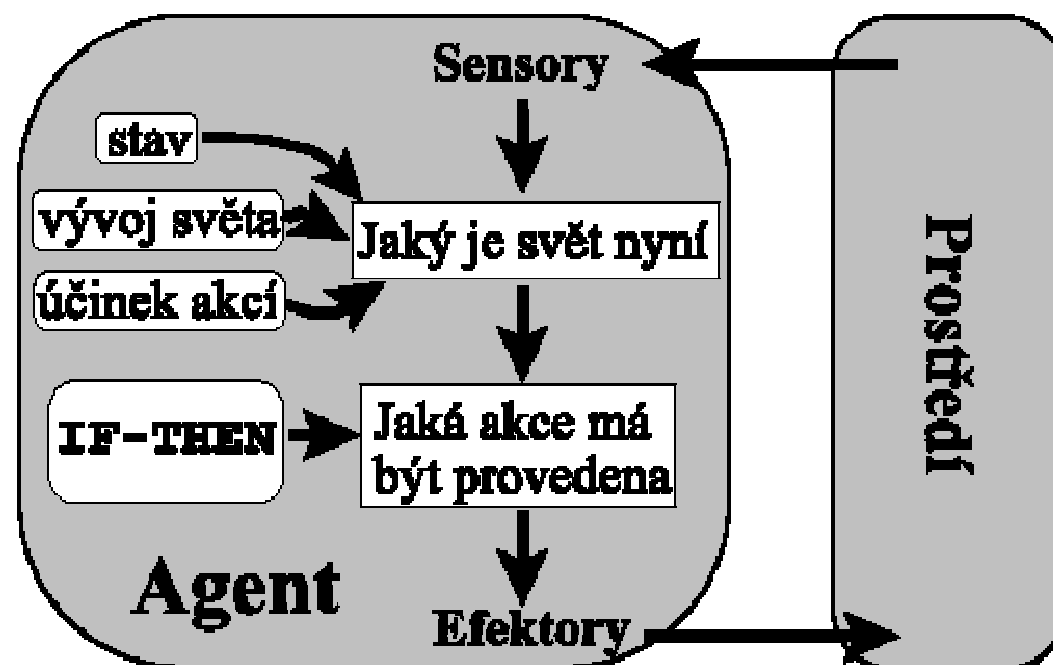 Sensory
stav
vývoj světa
Jaký je svět nyní
účinek akcí
IF-THEN
Jaká akce má
být provedena
Agent
Efektory
Prostředí